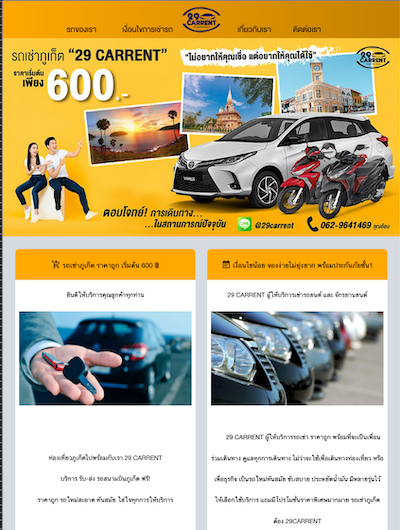 รถของเรา
เงื่อนไขการเช่ารถ
29
CARRENT
เกี่ยวกับเรา
ติดต่อเรา
รถเช่าภูเก็ต "29 CARRENT"
ราคาเริ่มต้น
เพียง 600.-
"ไม่อยากให้คุณเชื่อ แต่อยากให้คุณได้ใช้"
29
CARRENT
ตอบโจทย์! การเดินทาง...
...ในสถานการณ์ปัจจุบัน
LINE @29carrent
062-9641469 คุณอ๋อม
รถเช่าภูเก็ต ราคาถูก เริ่มต้น 600 ฿
ยินดีให้บริการคุณลูกค้าทุกท่าน
ท่องเที่ยวภูเก็ตไปพร้อมกับเรา 29 CARRENT
บริการ รับ-ส่ง รถสนามบินภูเก็ต ฟรี!
ราคาถูก รถใหม่สะอาด ทันสมัย ใส่ใจทุกการให้บริการ
เงื่อนไขน้อย จองง่ายไม่ยุ่งยาก พร้อมประกันภัยชั้น1
29 CARRENT ผู้ให้บริการเช่ารถยนต์ และ จักรยานยนต์
29 CARRENT ผู้ให้บริการรถเช่า ราคาถูก พร้อมที่จะเป็นเพื่อน
ร่วมเดินทาง ดูแลทุกการเดินทาง ไม่ว่าจะใช้เพื่อเดินทางท่องเที่ยว หรือ
เพื่อธุรกิจ เป็นรถใหม่ทันสมัย ขับสบาย ประหยัดน้ำมัน มีหลายรุ่นไว้
ให้เลือกใช้บริการ แถมมีโปรโมชั่นราคาพิเศษมากมาย รถเช่าภูเก็ต
ต้อง 29CARRENT